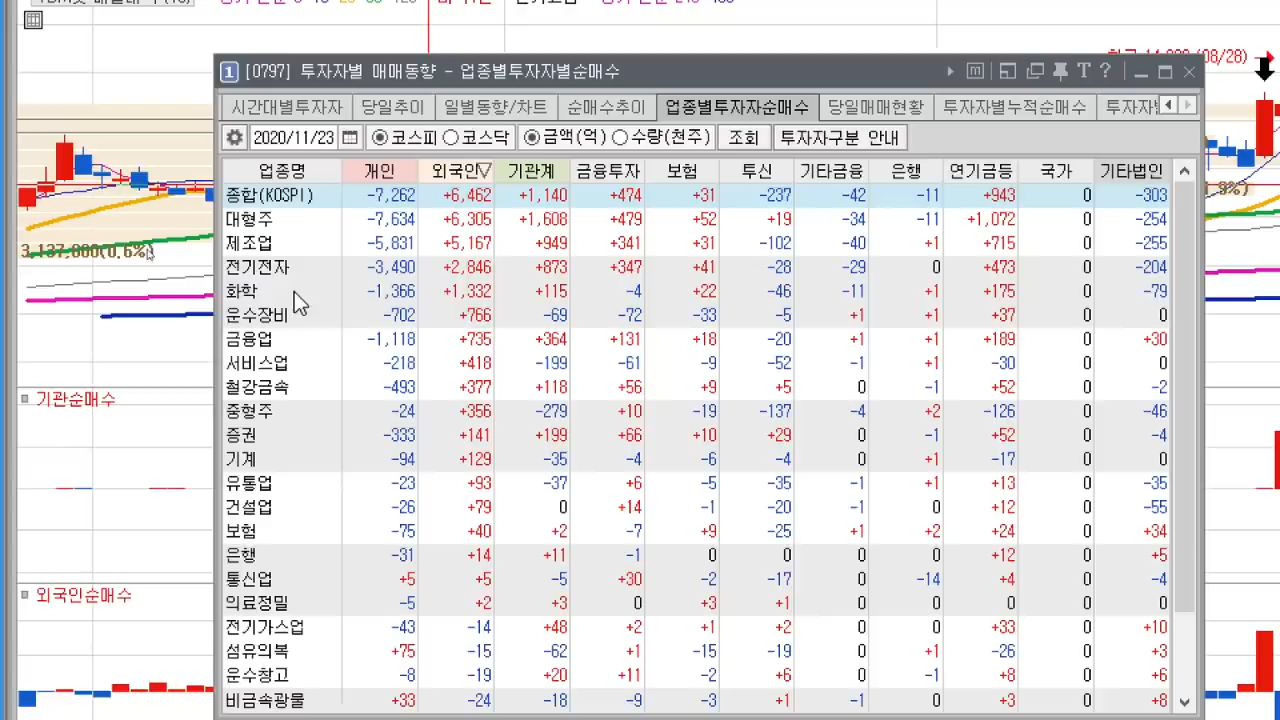 [0797] 투자자별 매매동향 - 업종별투자자별순매수
시간대별투자자 당일추이 일별동향/차트 순매수추이 업종별투자자순매수 당일매매현황 투자자별누적순매수
2020/11/23 코스피 코스닥 금액(억) 수량(천주) 조회 투자자구분 안내
업종명 개인 외국인▽ 기관계 금융투자 보험 투신 기타금융 은행 연기금등 국가 기타법인
종합(KOSPI) -7,262 +6,462 +1,140 +474 +31 -237 -42 -11 +943 0 -303
대형주 -7,634 +6,305 +1,608 +479 +52 +19 -34 -11 +1,072 0 -254
제조업 -5,831 +5,167 +949 +341 +31 -102 -40 +1 +715 0 -255
전기전자 -3,490 +2,846 +873 +347 +41 -28 -29 0 +473 0 -204
화학 -1,366 +1,332 +115 -4 +22 -46 -11 +1 +175 0 -79
운수장비 -702 +766 -69 -72 -33 -5 +1 +1 +37 0 0
금융업 -1,118 +735 +364 +131 +18 -20 +1 +1 +189 0 +30
서비스업 -218 +418 -199 -61 -9 -52 -1 +1 -30 0 0
철강금속 -493 +377 +118 +56 +9 +5 0 -1 +52 0 -2
중형주 -24 +356 -279 +10 -19 -137 -4 +2 -126 0 -46
증권 -333 +141 +199 +66 +10 +29 0 -1 +52 0 -4
기계 -94 +129 -35 -4 -6 -4 0 +1 -17 0 0
유통업 -23 +93 -37 +6 -5 -35 -1 +1 +13 0 -35
건설업 -26 +79 0 +14 -1 -20 -1 0 +12 0 -55
보험 -75 +40 +2 -7 +9 -25 +1 +2 +24 0 +34
은행 -31 +14 +11 -1 0 0 0 0 +12 0 +5
통신업 +5 +5 -5 +30 -2 -17 0 -14 +4 0 -4
의료정밀 -5 +2 +3 0 +3 +1 0 0 0 0 0
전기가스업 -43 -14 +48 +2 +1 +2 0 0 +33 0 +10
섬유의복 +75 -15 -62 +1 -15 -19 0 +1 -26 0 +3
운수창고 -8 -19 +20 +11 -2 +6 0 -1 +8 0 +6
비금속광물 +33 -24 -18 -9 -3 +1 -1 0 +3 0 +8
기관순매수
외국인순매수